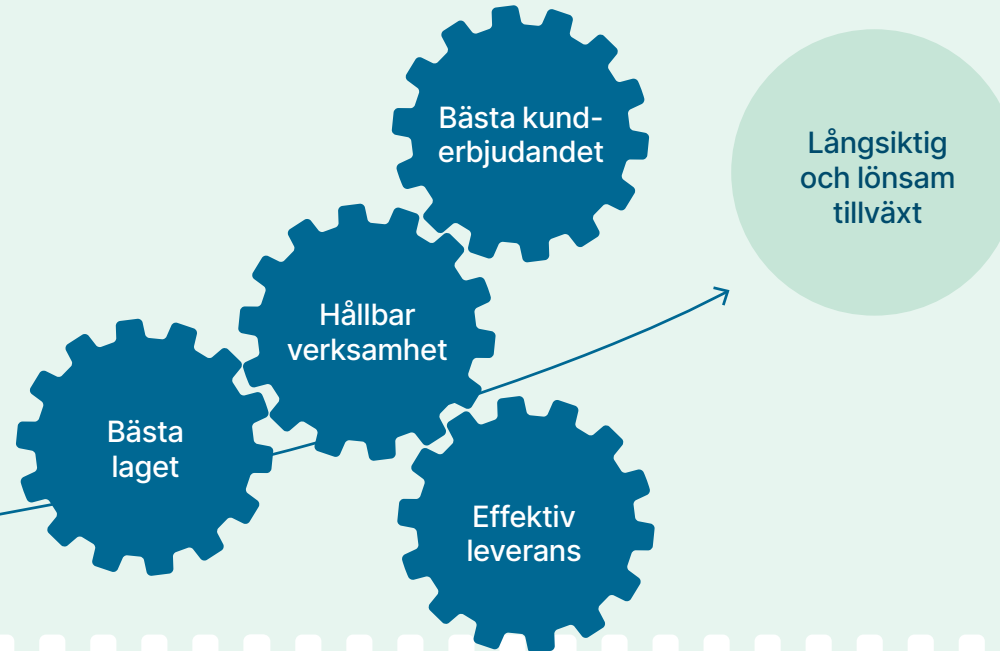 Bästa kund-
erbjudandet
Långsiktig
och lönsam
tillväxt
Hållbar
verksamhet
Bästa
laget
Effektiv
leverans